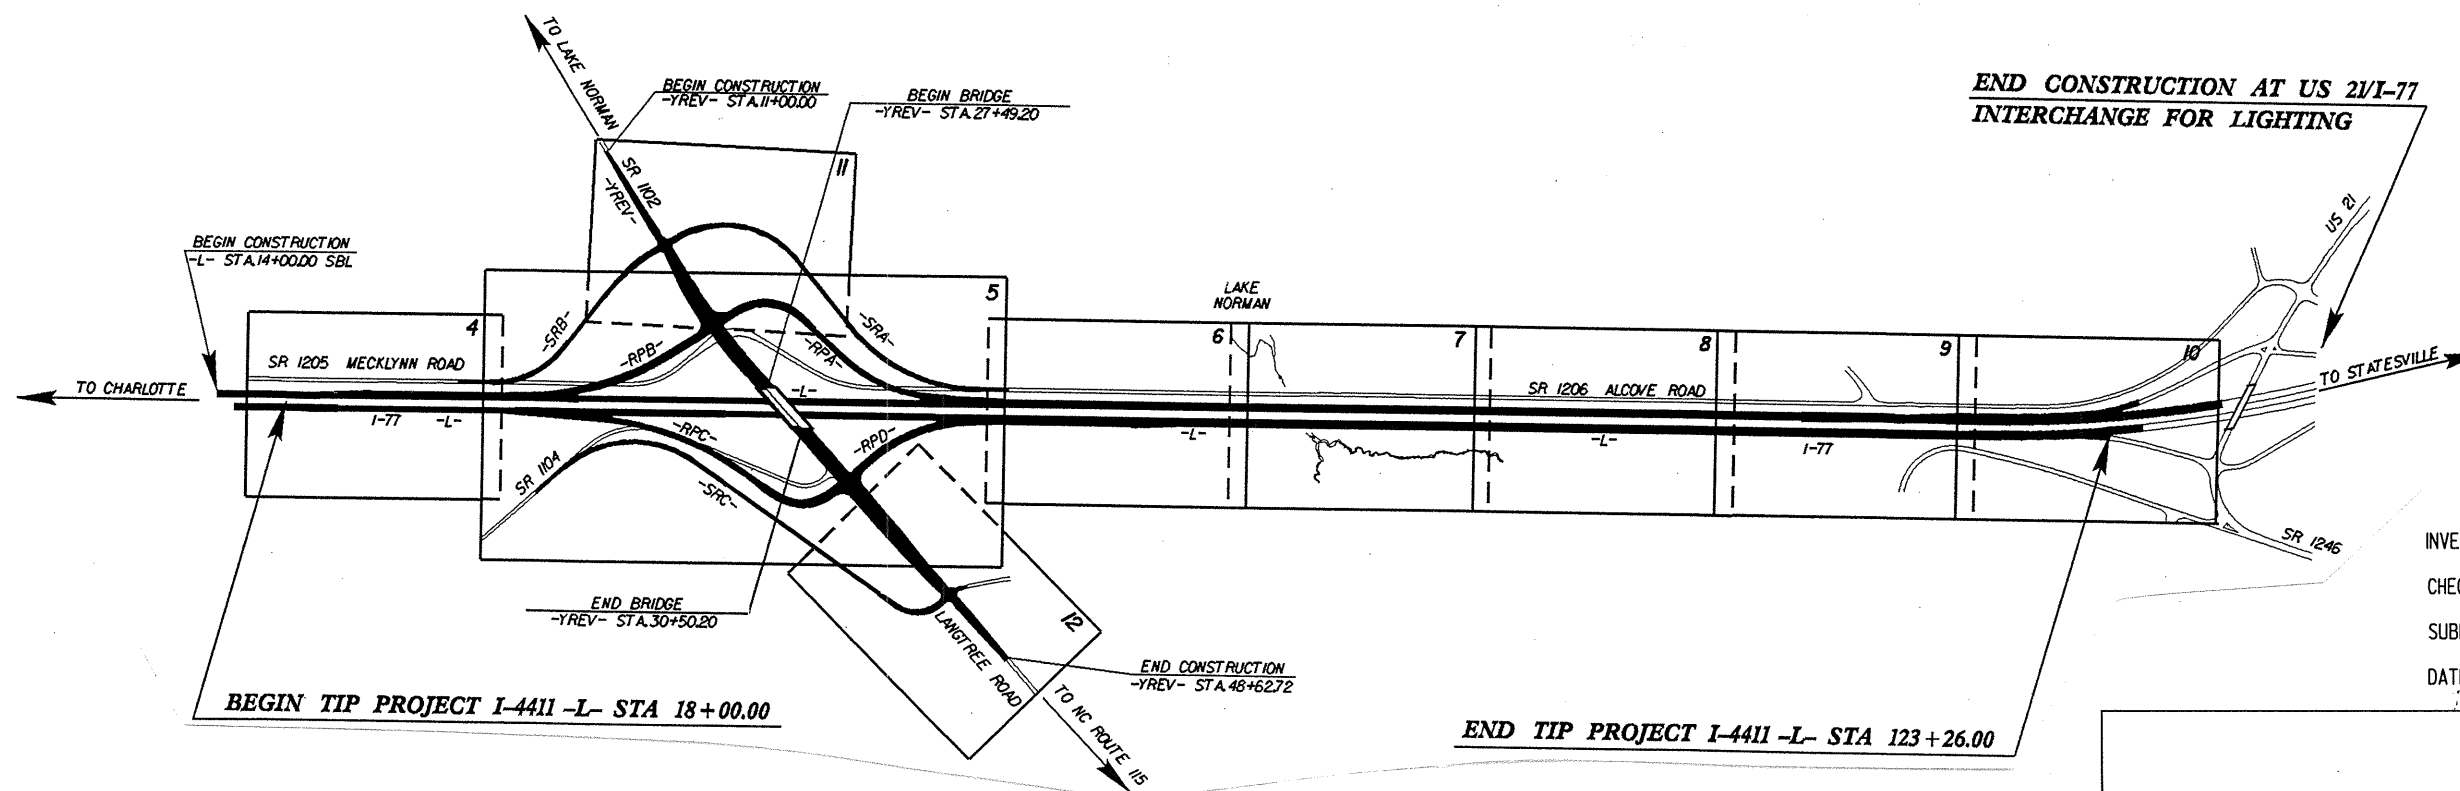 TO LAKE NORMAN
BEGIN CONSTRUCTION
-YREV- STA.11+00.00
BEGIN BRIDGE
-YREV- STA.27+49.20
END CONSTRUCTION AT US 21/I-77
INTERCHANGE FOR LIGHTING
11
SR 1102
-YREV-
US 21
BEGIN CONSTRUCTION
-L- STA.14+00.00 SBL
5
LAKE
NORMAN
4
-SRB-
-SRA-
6
7
8
9
10
-RPB-
-RPA-
SR 1205 MECKLYNN ROAD
TO STATESVILLE
TO CHARLOTTE
-L-
SR 1206 ALCOVE ROAD
I-77
-L-
-RPC-
-RPD-
-L-
-L-
I-77
SR 1104
-SRC-
SR 1246
INVE
CHEC
SUB
DAT
END BRIDGE
-YREV- STA.30+50.20
12
LANGTREE ROAD
END CONSTRUCTION
-YREV- STA.48+62.72
TO NC ROUTE 115
BEGIN TIP PROJECT I-4411 -L- STA 18+00.00
END TIP PROJECT I-4411 -L- STA 123+26.00